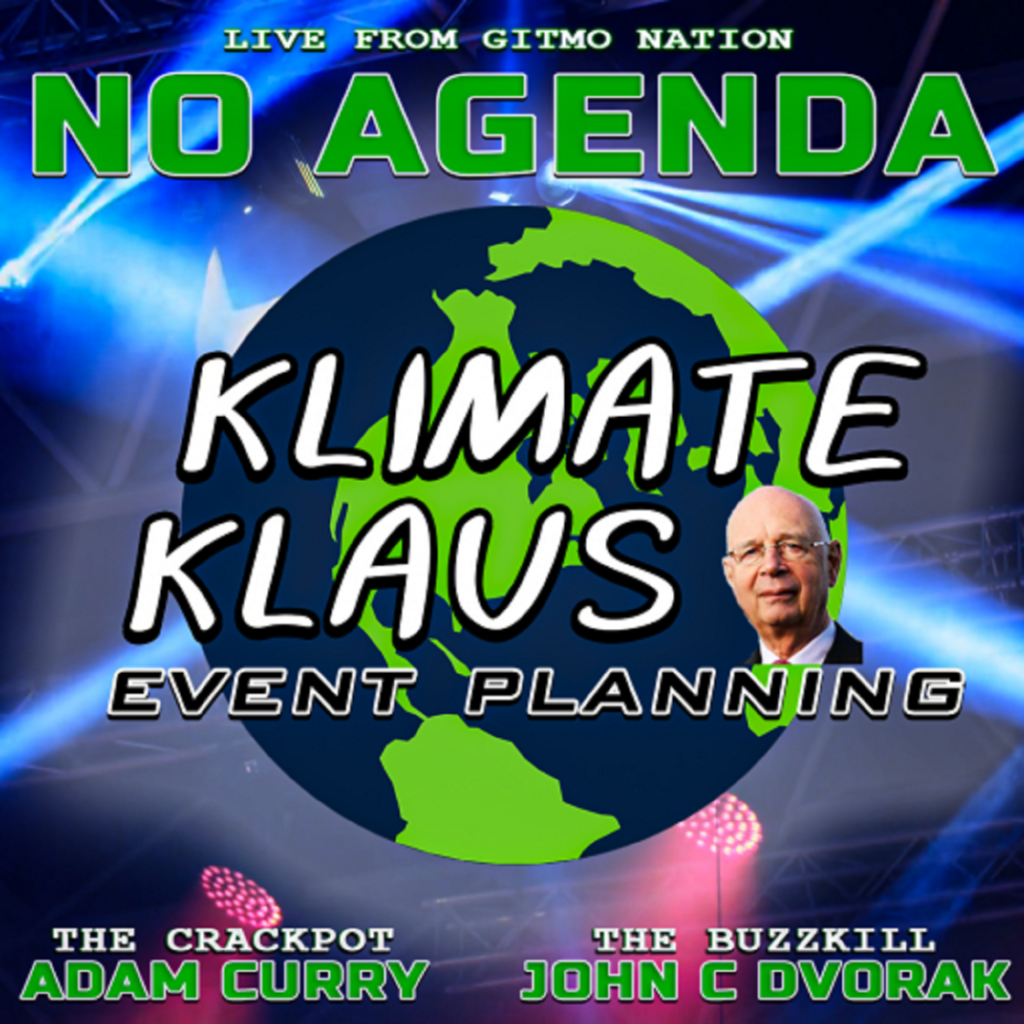 LIVE FROM GITMO NATION
NO AGENDA
KLIMATE
KLAUS
EVENT PLANNING
THE CRACKPOT
ADAM CURRY
THE BUZZKILL
JOHN C DVORAK